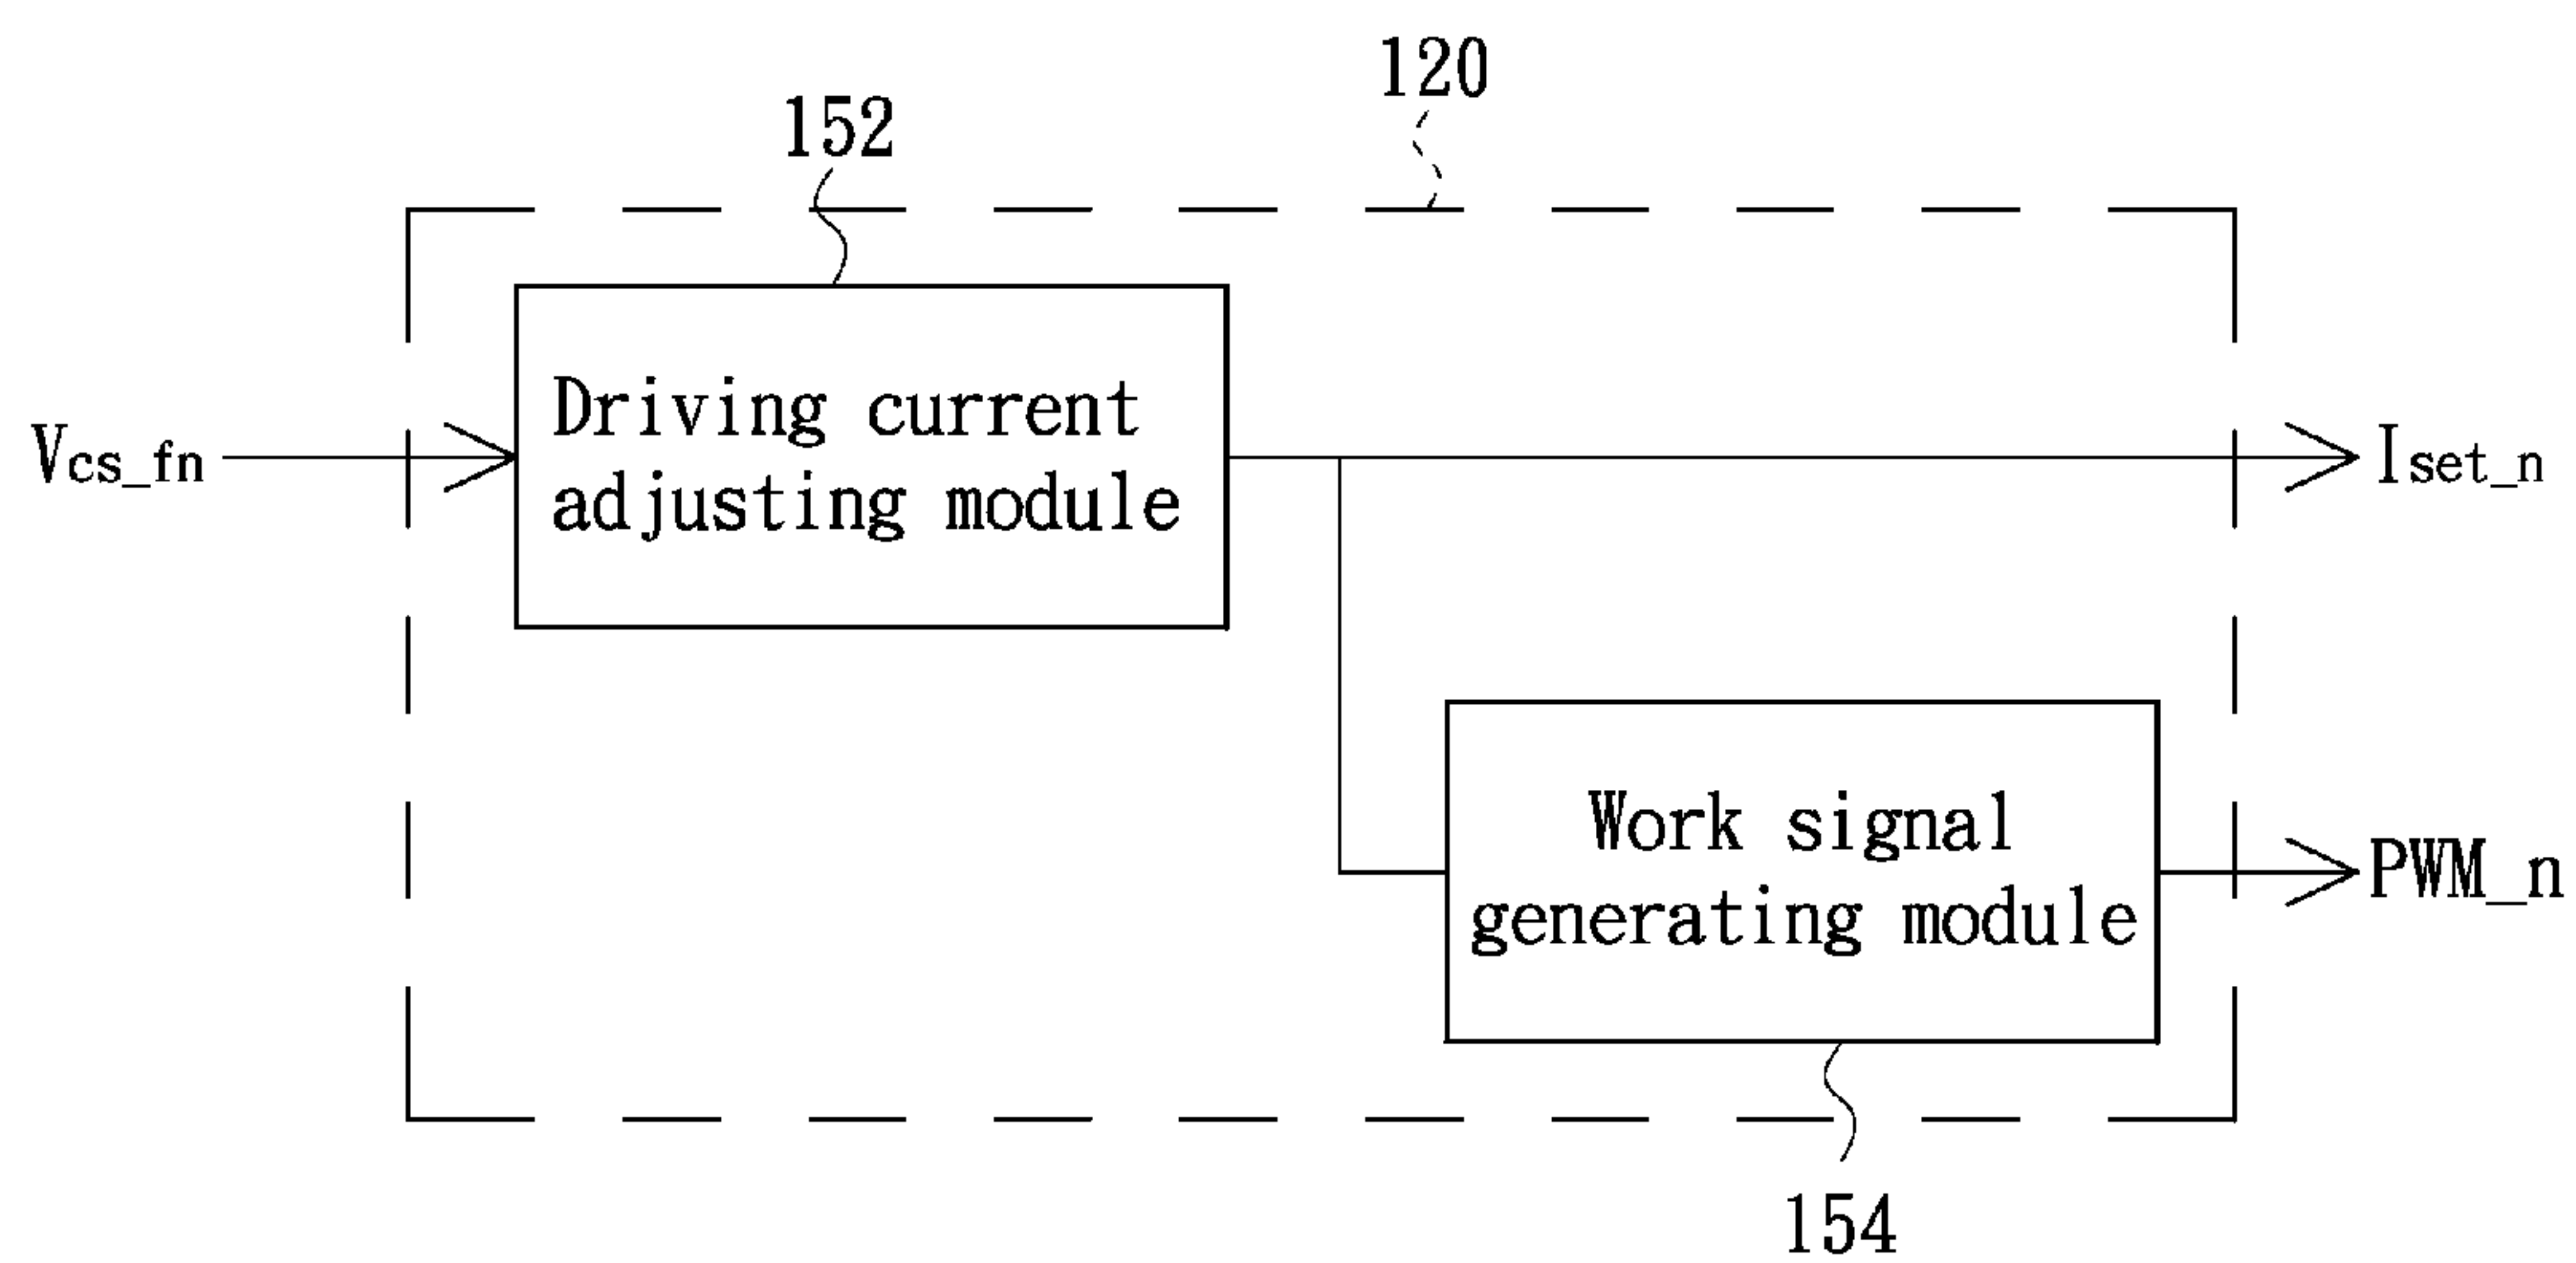 120
152
Driving current
adjusting module
Vcs_fn
Iset_n
Work signal
generating module
PWM_n
154